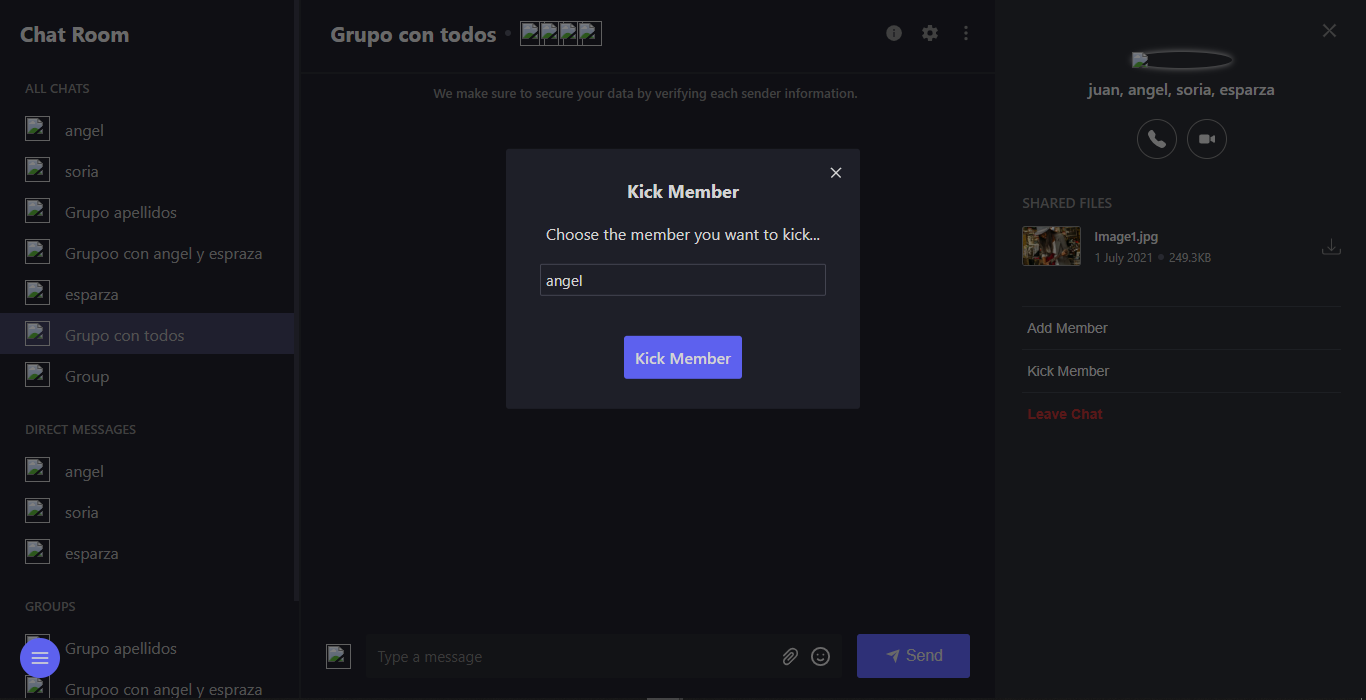 Chat Room
ALL CHATS
angel
soria
Grupo apellidos
Grupoo con angel y espraza
esparza
Grupo con todos
Group
DIRECT MESSAGES
angel
soria
esparza
GROUPS
Grupo apellidos
Grupoo con angel y espraza
Grupo con todos
We make sure to secure your data by verifying each sender information.
Kick Member
Choose the member you want to kick...
angel
Kick Member
Type a message
Send
juan, angel, soria, esparza
SHARED FILES
Image1.jpg
1 July 2021 249.3KB
Add Member
Kick Member
Leave Chat